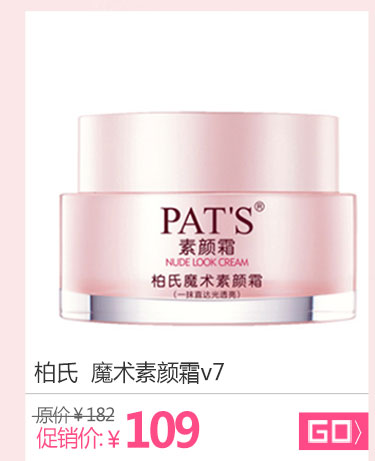 PAT'S®
素颜霜
NUDE LOOK CREAM
柏氏魔术素颜霜
(一抹直达光透亮)
柏氏 魔术素颜霜v7
原价¥182
促销价:¥109
GO〉